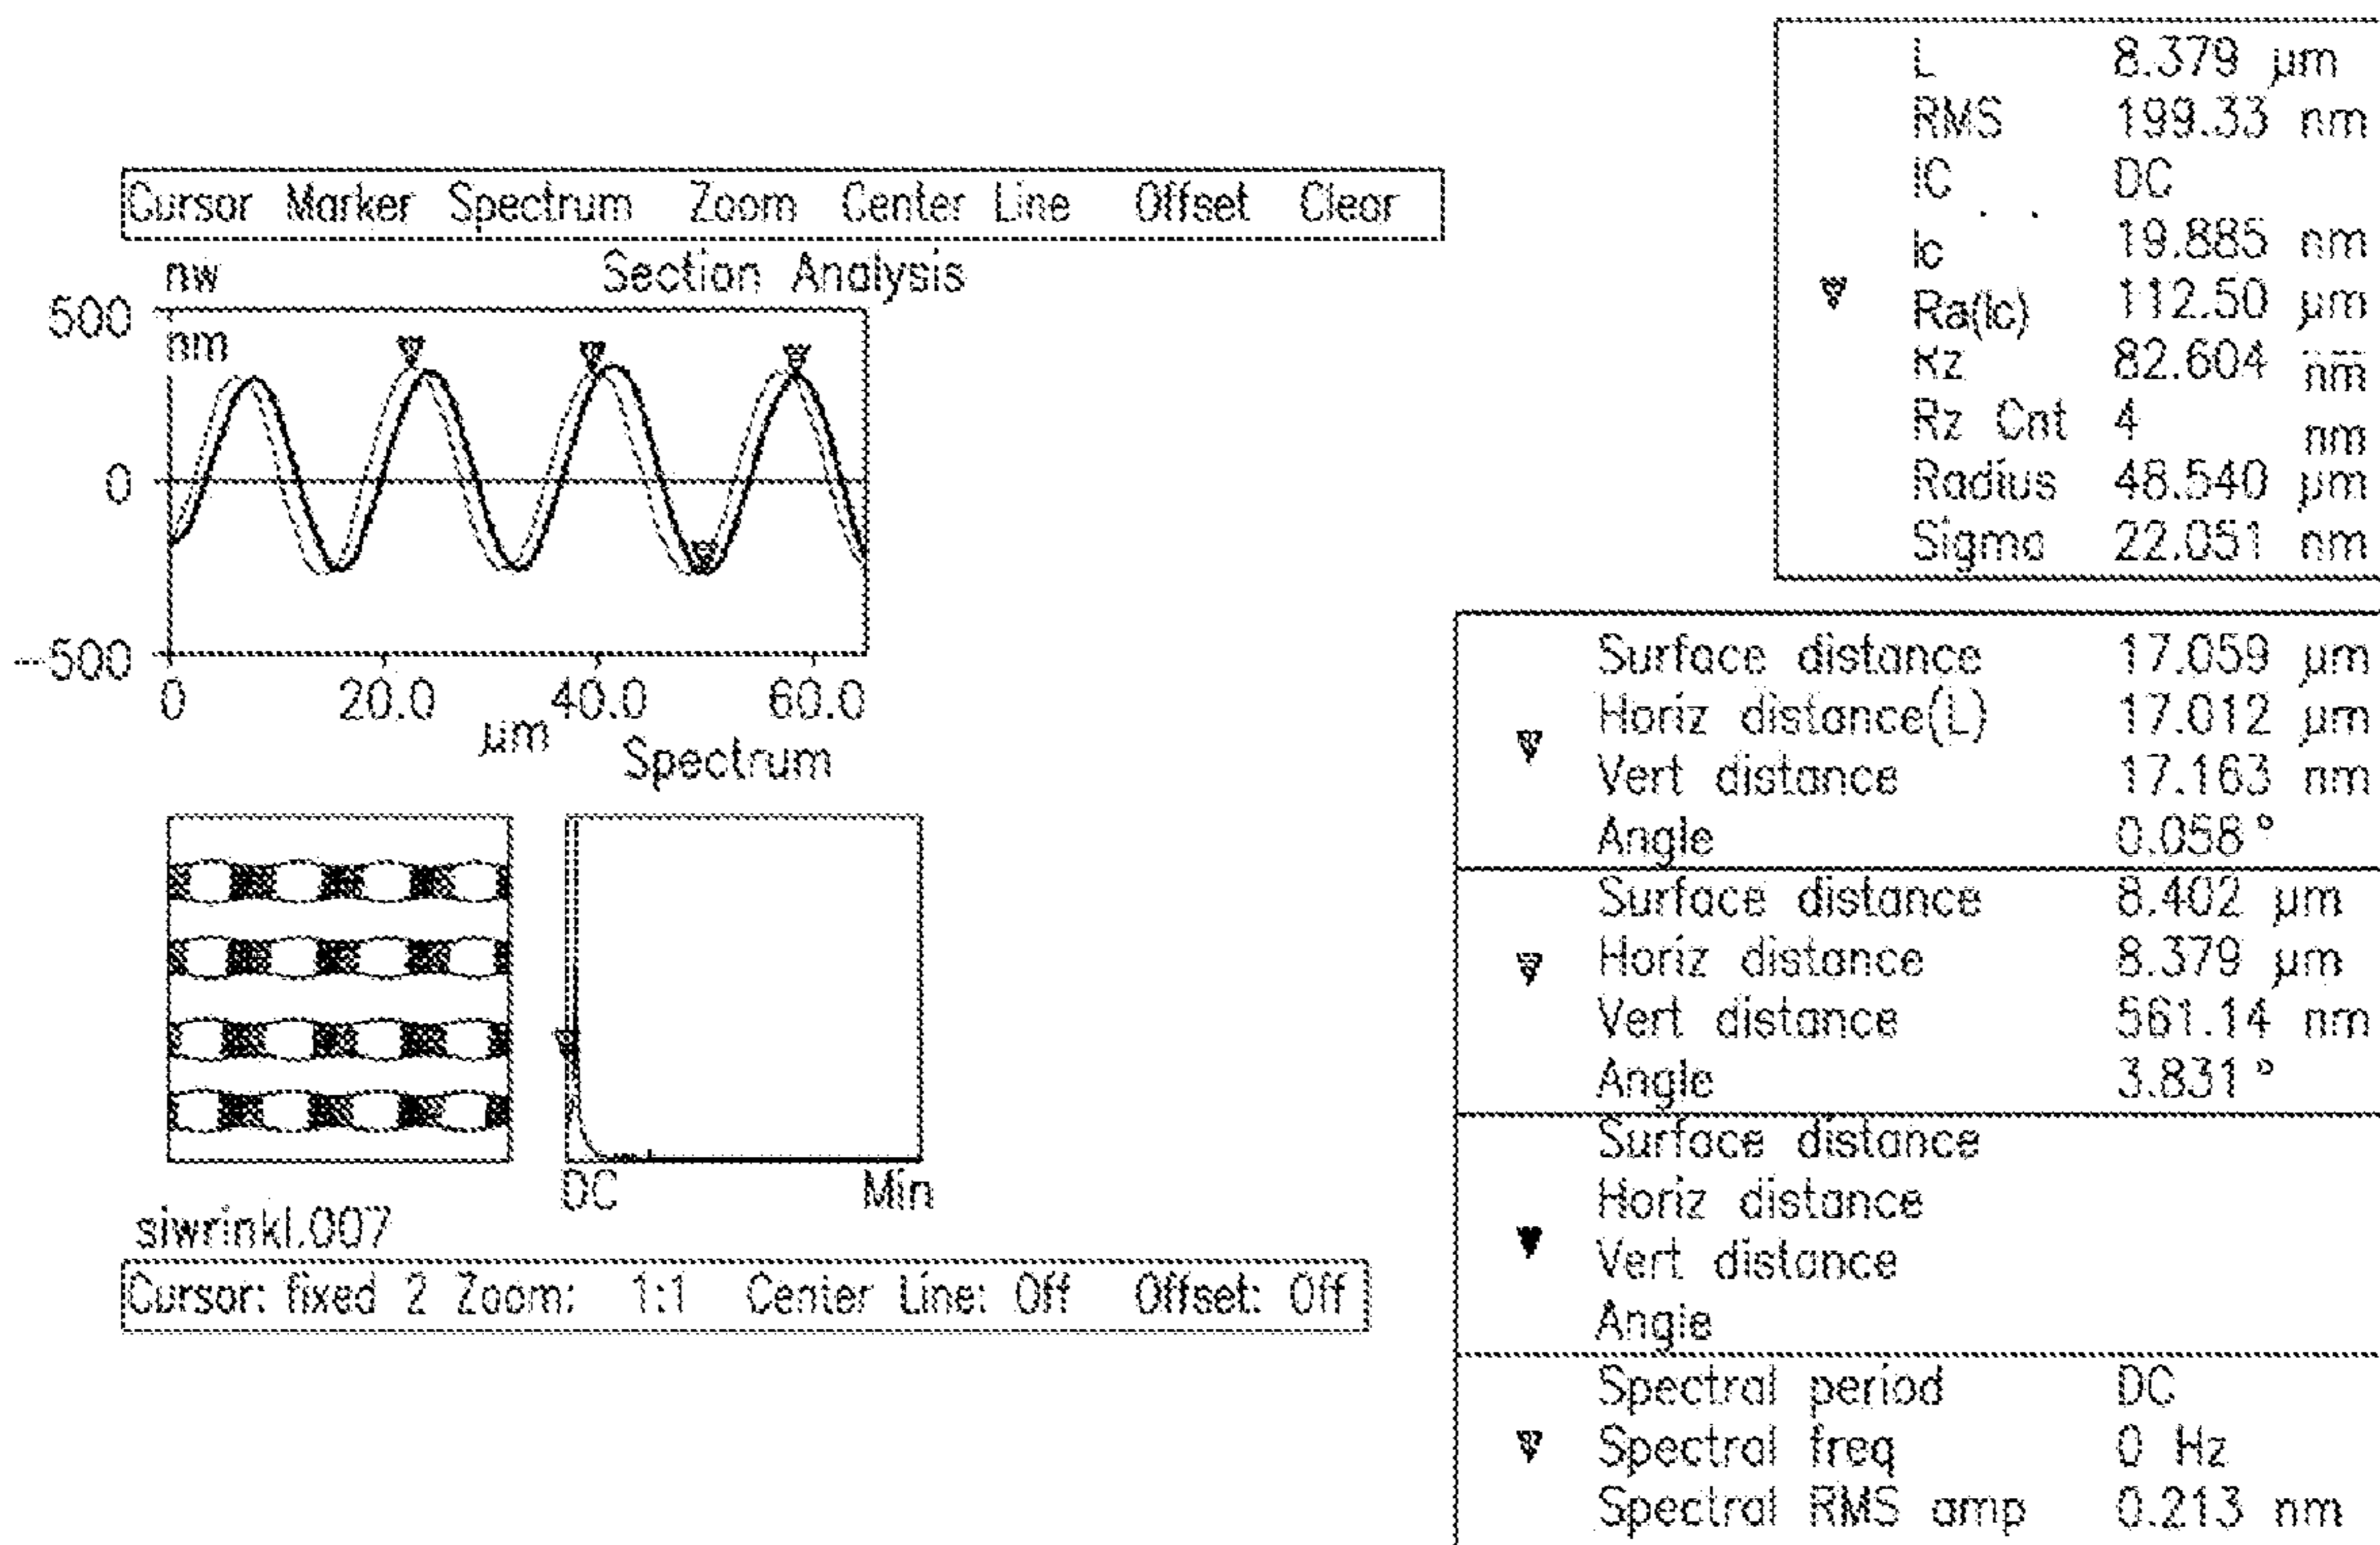 L 8.379 µm
RMS 199.33 nm
IC DC
lc 19.885 nm
Ra(lc) 112.50 µm
Rz 82.604 nm
Rz Cnt 4 nm
Radius 48.540 µm
Sigma 22.051 nm
Cursor Marker Spectrum Zoom Center Line Offset Clear
nw Section Analysis
500
nm
0
-500
0 20.0 40.0 60.0
µm
Spectrum
DC Min
siwrinkl.007
Cursor: fixed 2 Zoom: 1:1 Center Line: Off Offset: Off
Surface distance 17.059 µm
Horiz distance(L) 17.012 µm
Vert distance 17.163 nm
Angle 0.058°
Surface distance 8.402 µm
Horiz distance 8.379 µm
Vert distance 561.14 nm
Angle 3.831°
Surface distance
Horiz distance
Vert distance
Angle
Spectral period DC
Spectral freq 0 Hz
Spectral RMS amp 0.213 nm